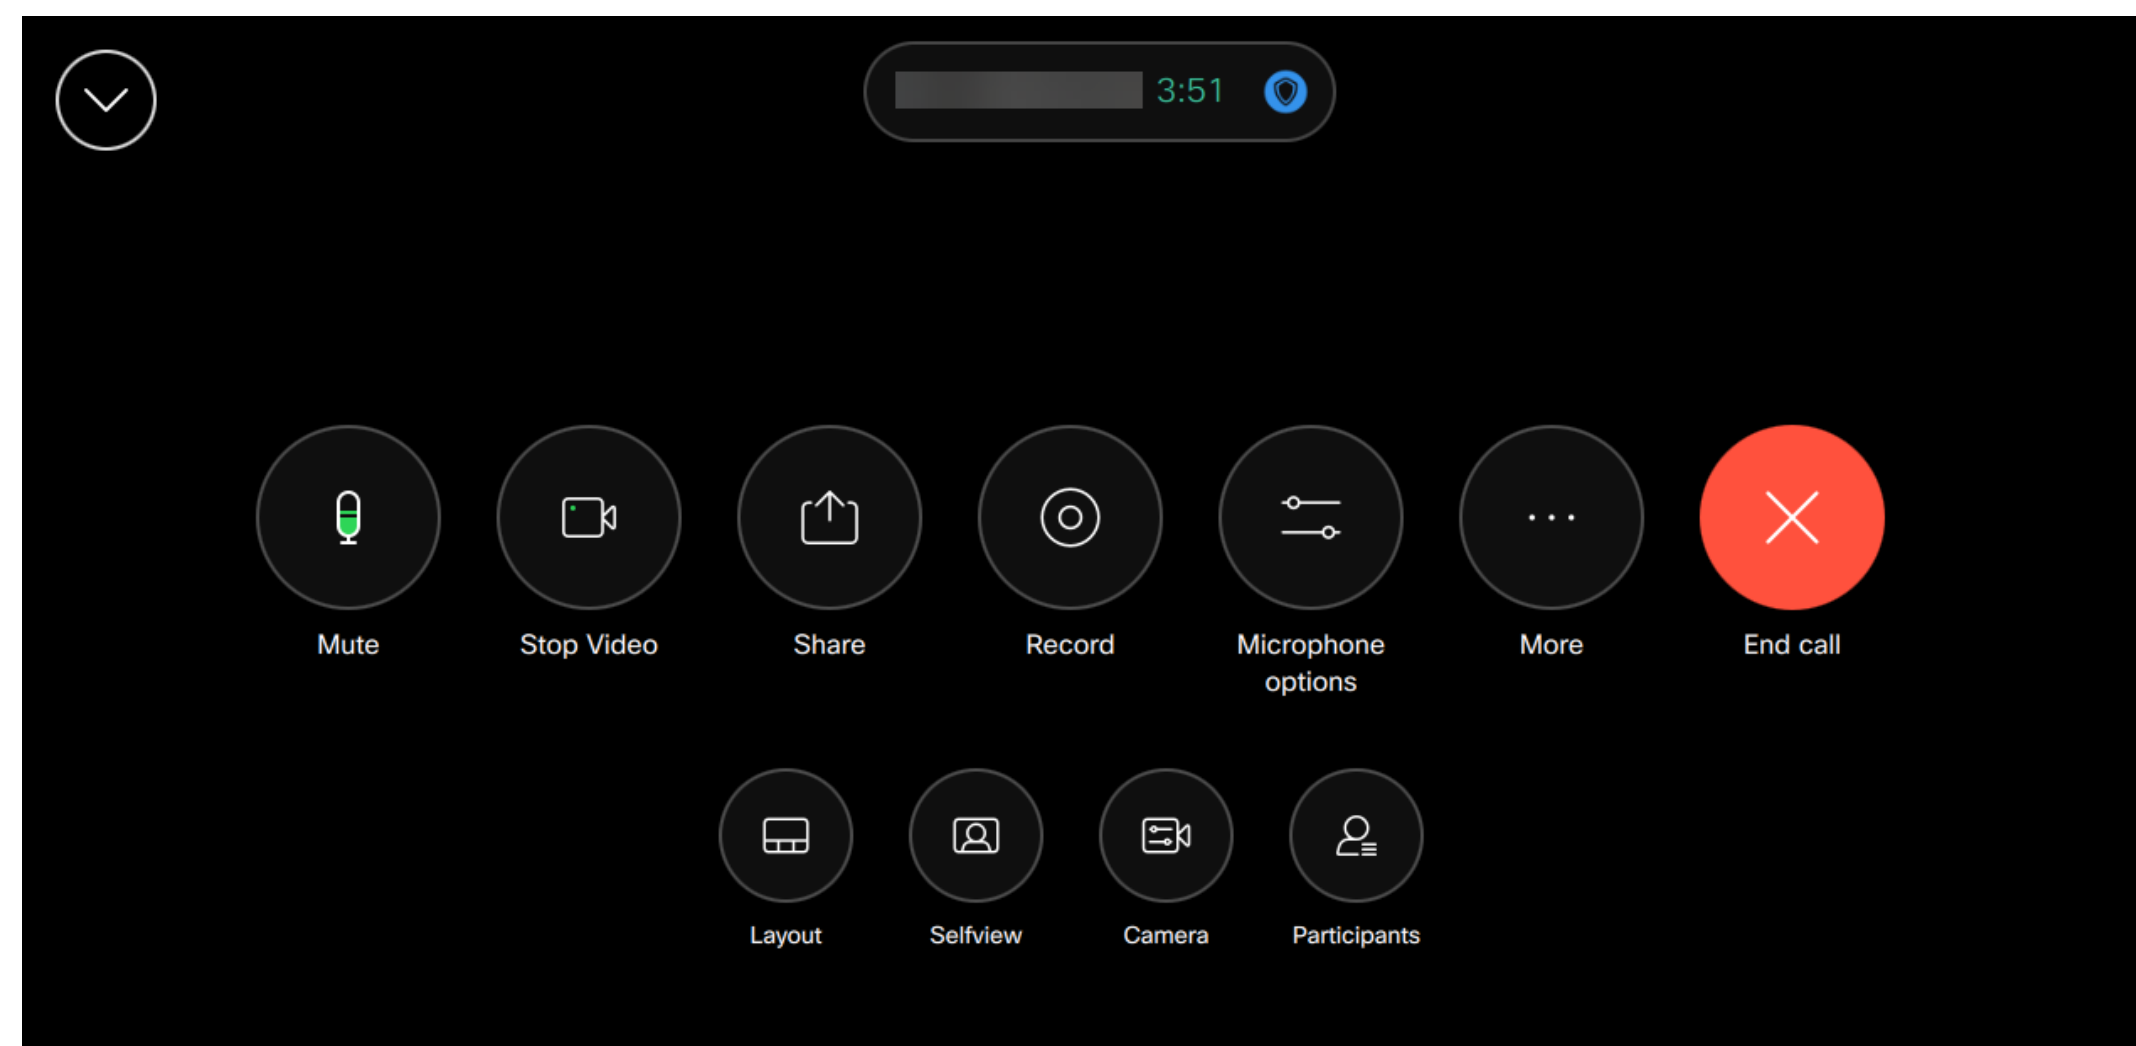 3:51
Mute
Stop Video
Share
Record
Microphone
options
More
End call
Layout
Selfview
Camera
Participants